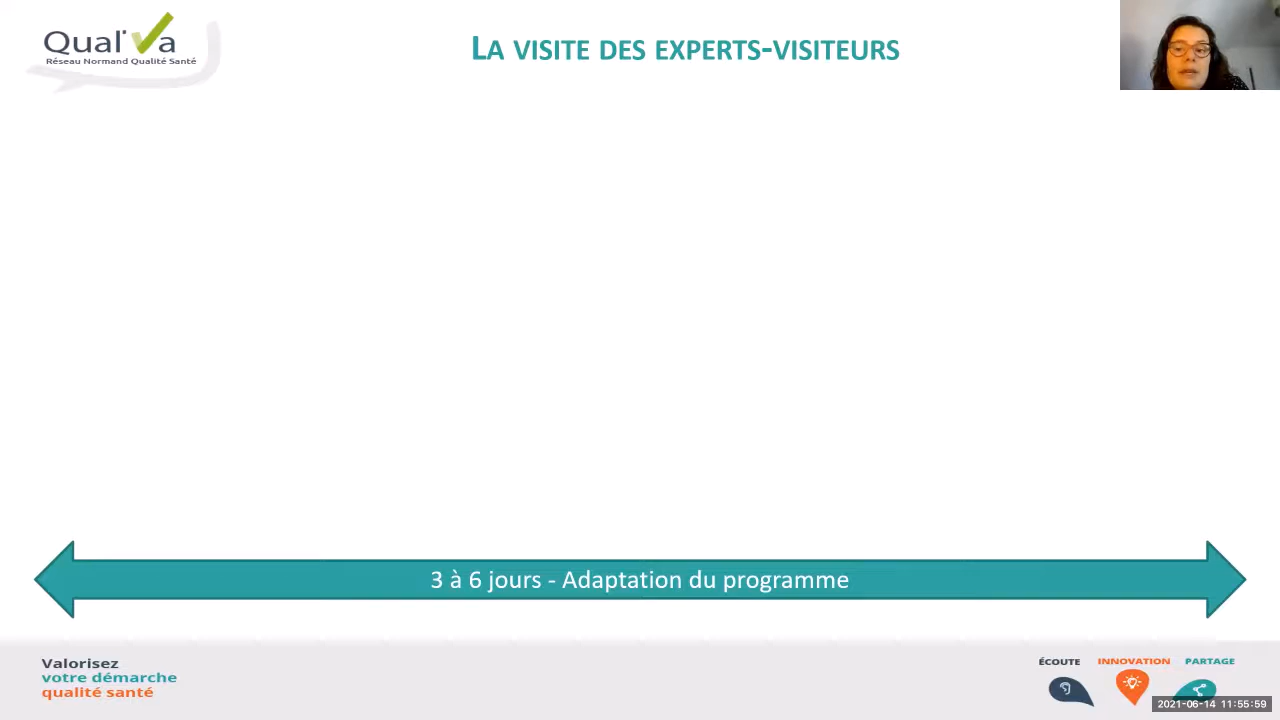 Qual'Va
Réseau Normand Qualité Santé
LA VISITE DES EXPERTS-VISITEURS
3 à 6 jours - Adaptation du programme
Valorisez
votre démarche
qualité santé
ÉCOUTE
INNOVATION
PARTAGE
2021-06-14 11:55:59